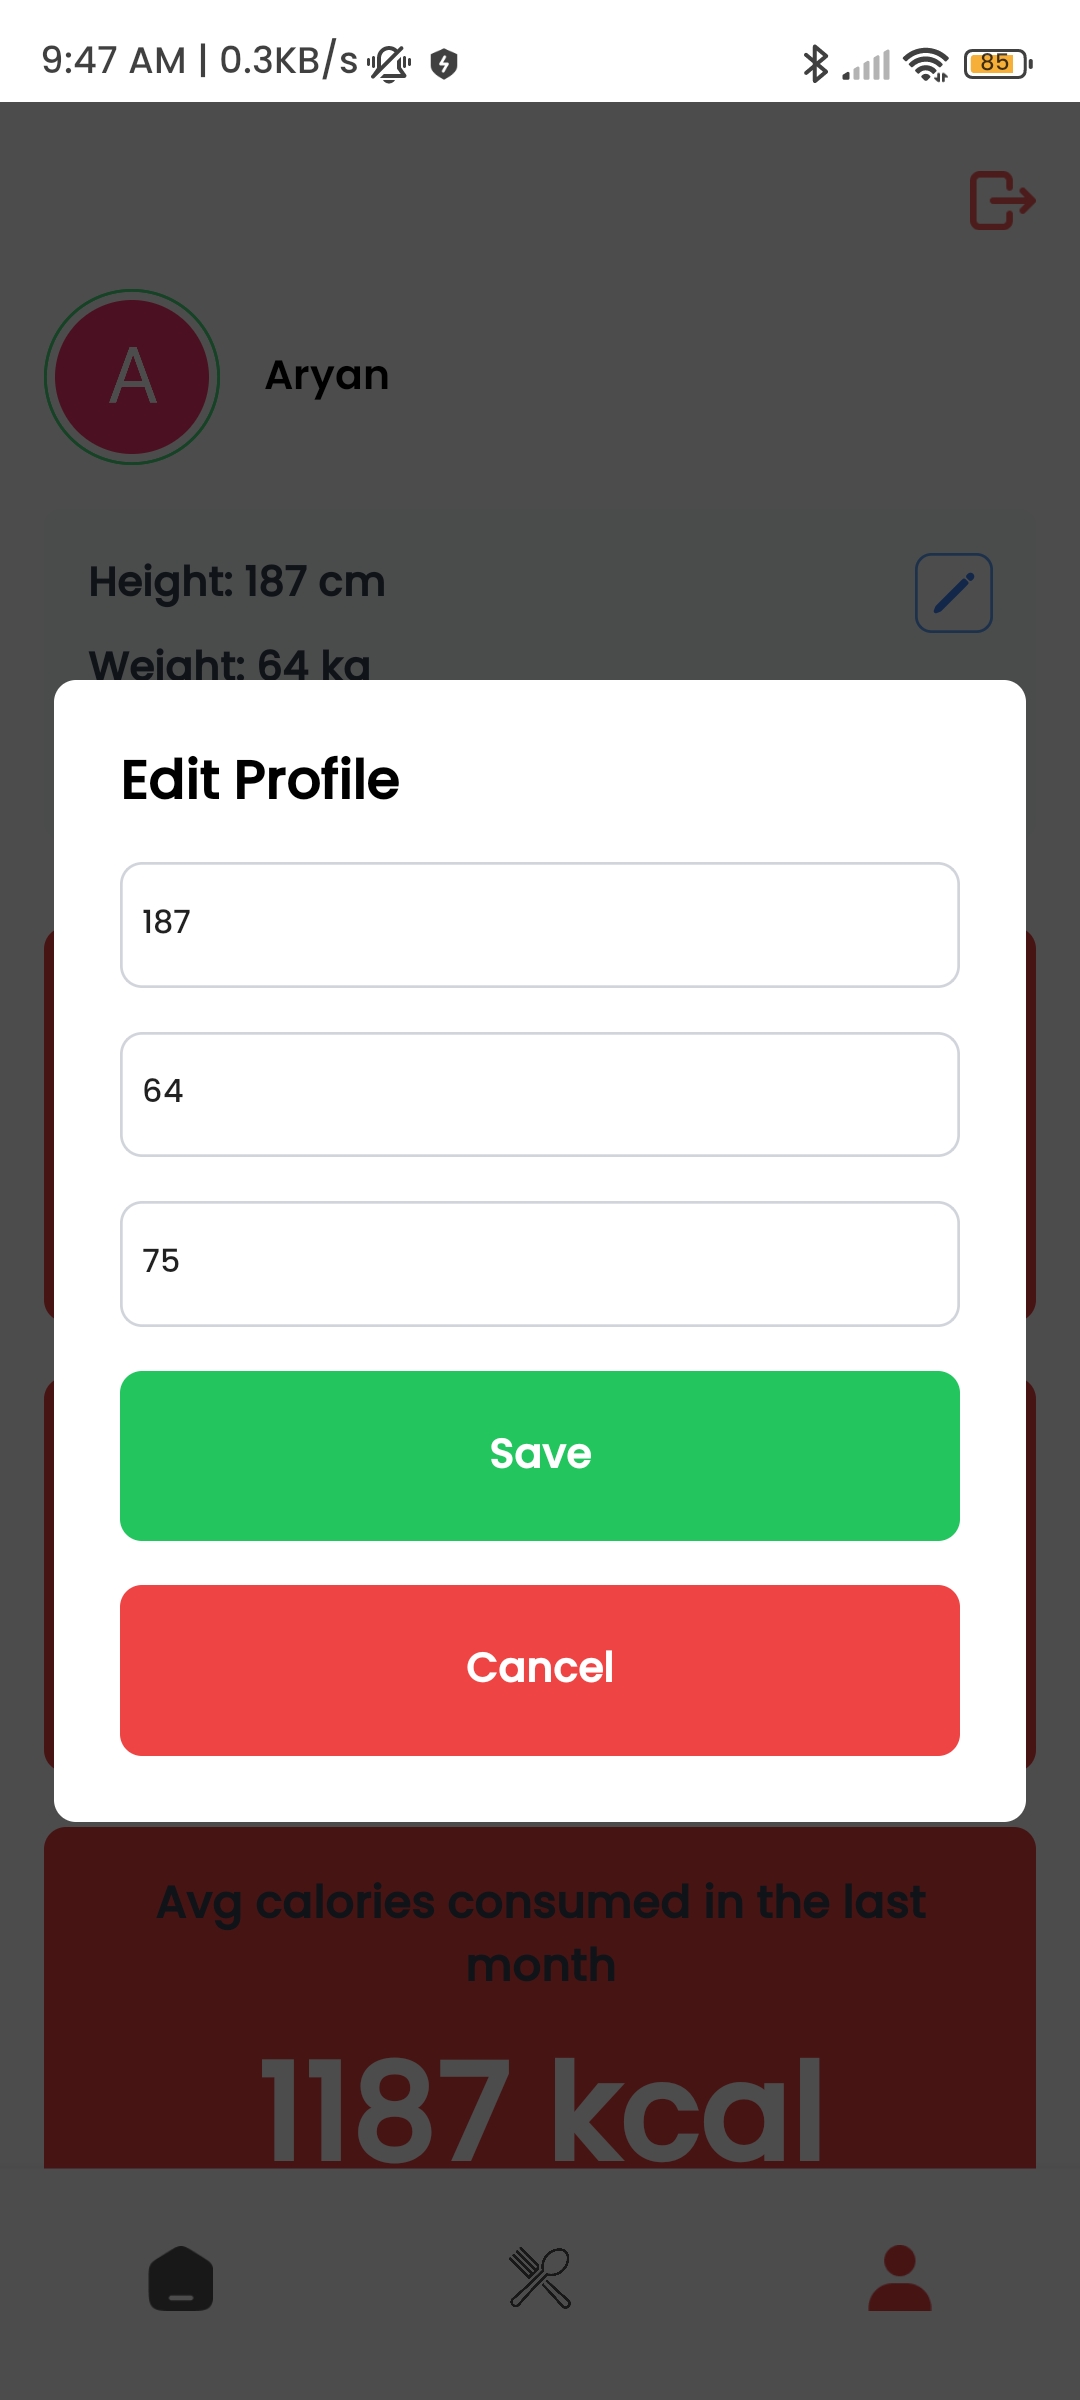 9:47 AM | 0.3KB/s
85
A
Aryan
Height: 187 cm
Weight: 64 kg
Edit Profile
187
64
75
Save
Cancel
Avg calories consumed in the last
month
1187 kcal